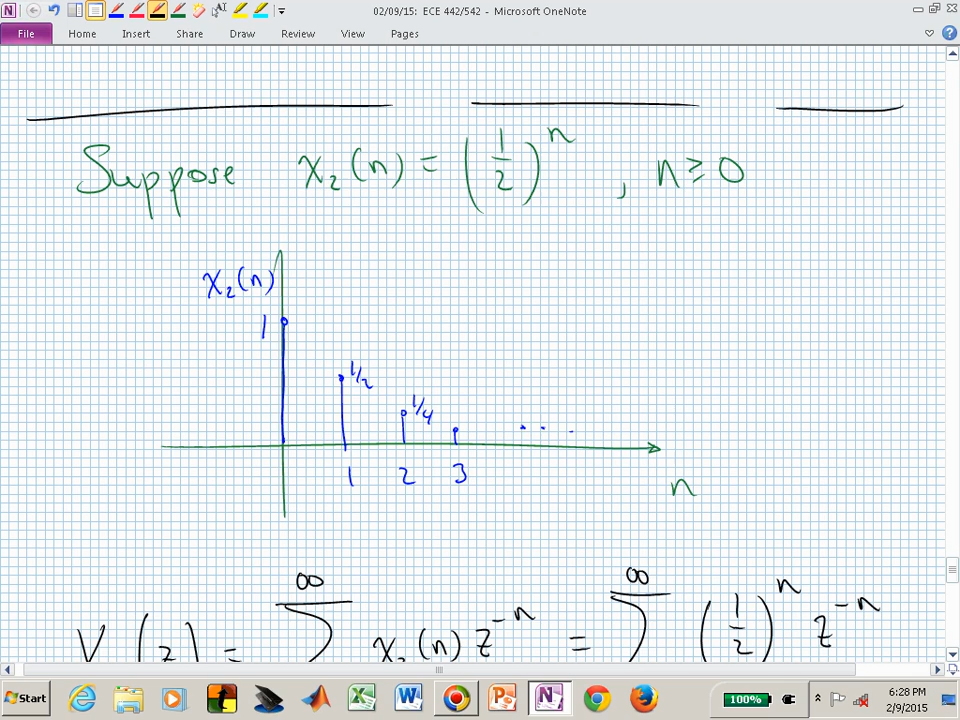 02/09/15: ECE 442/542 - Microsoft OneNote
File Home Insert Share Draw Review View Pages
Suppose x₂(n) = (1/2)ⁿ , n ≥ 0
x₂(n)
1
1/2
1/4
...
1 2 3
n
∞ ∞
X (z) = ∑ x₂(n) z⁻ⁿ = ∑ (1/2)ⁿ z⁻ⁿ
Start
100%
6:28 PM
2/9/2015